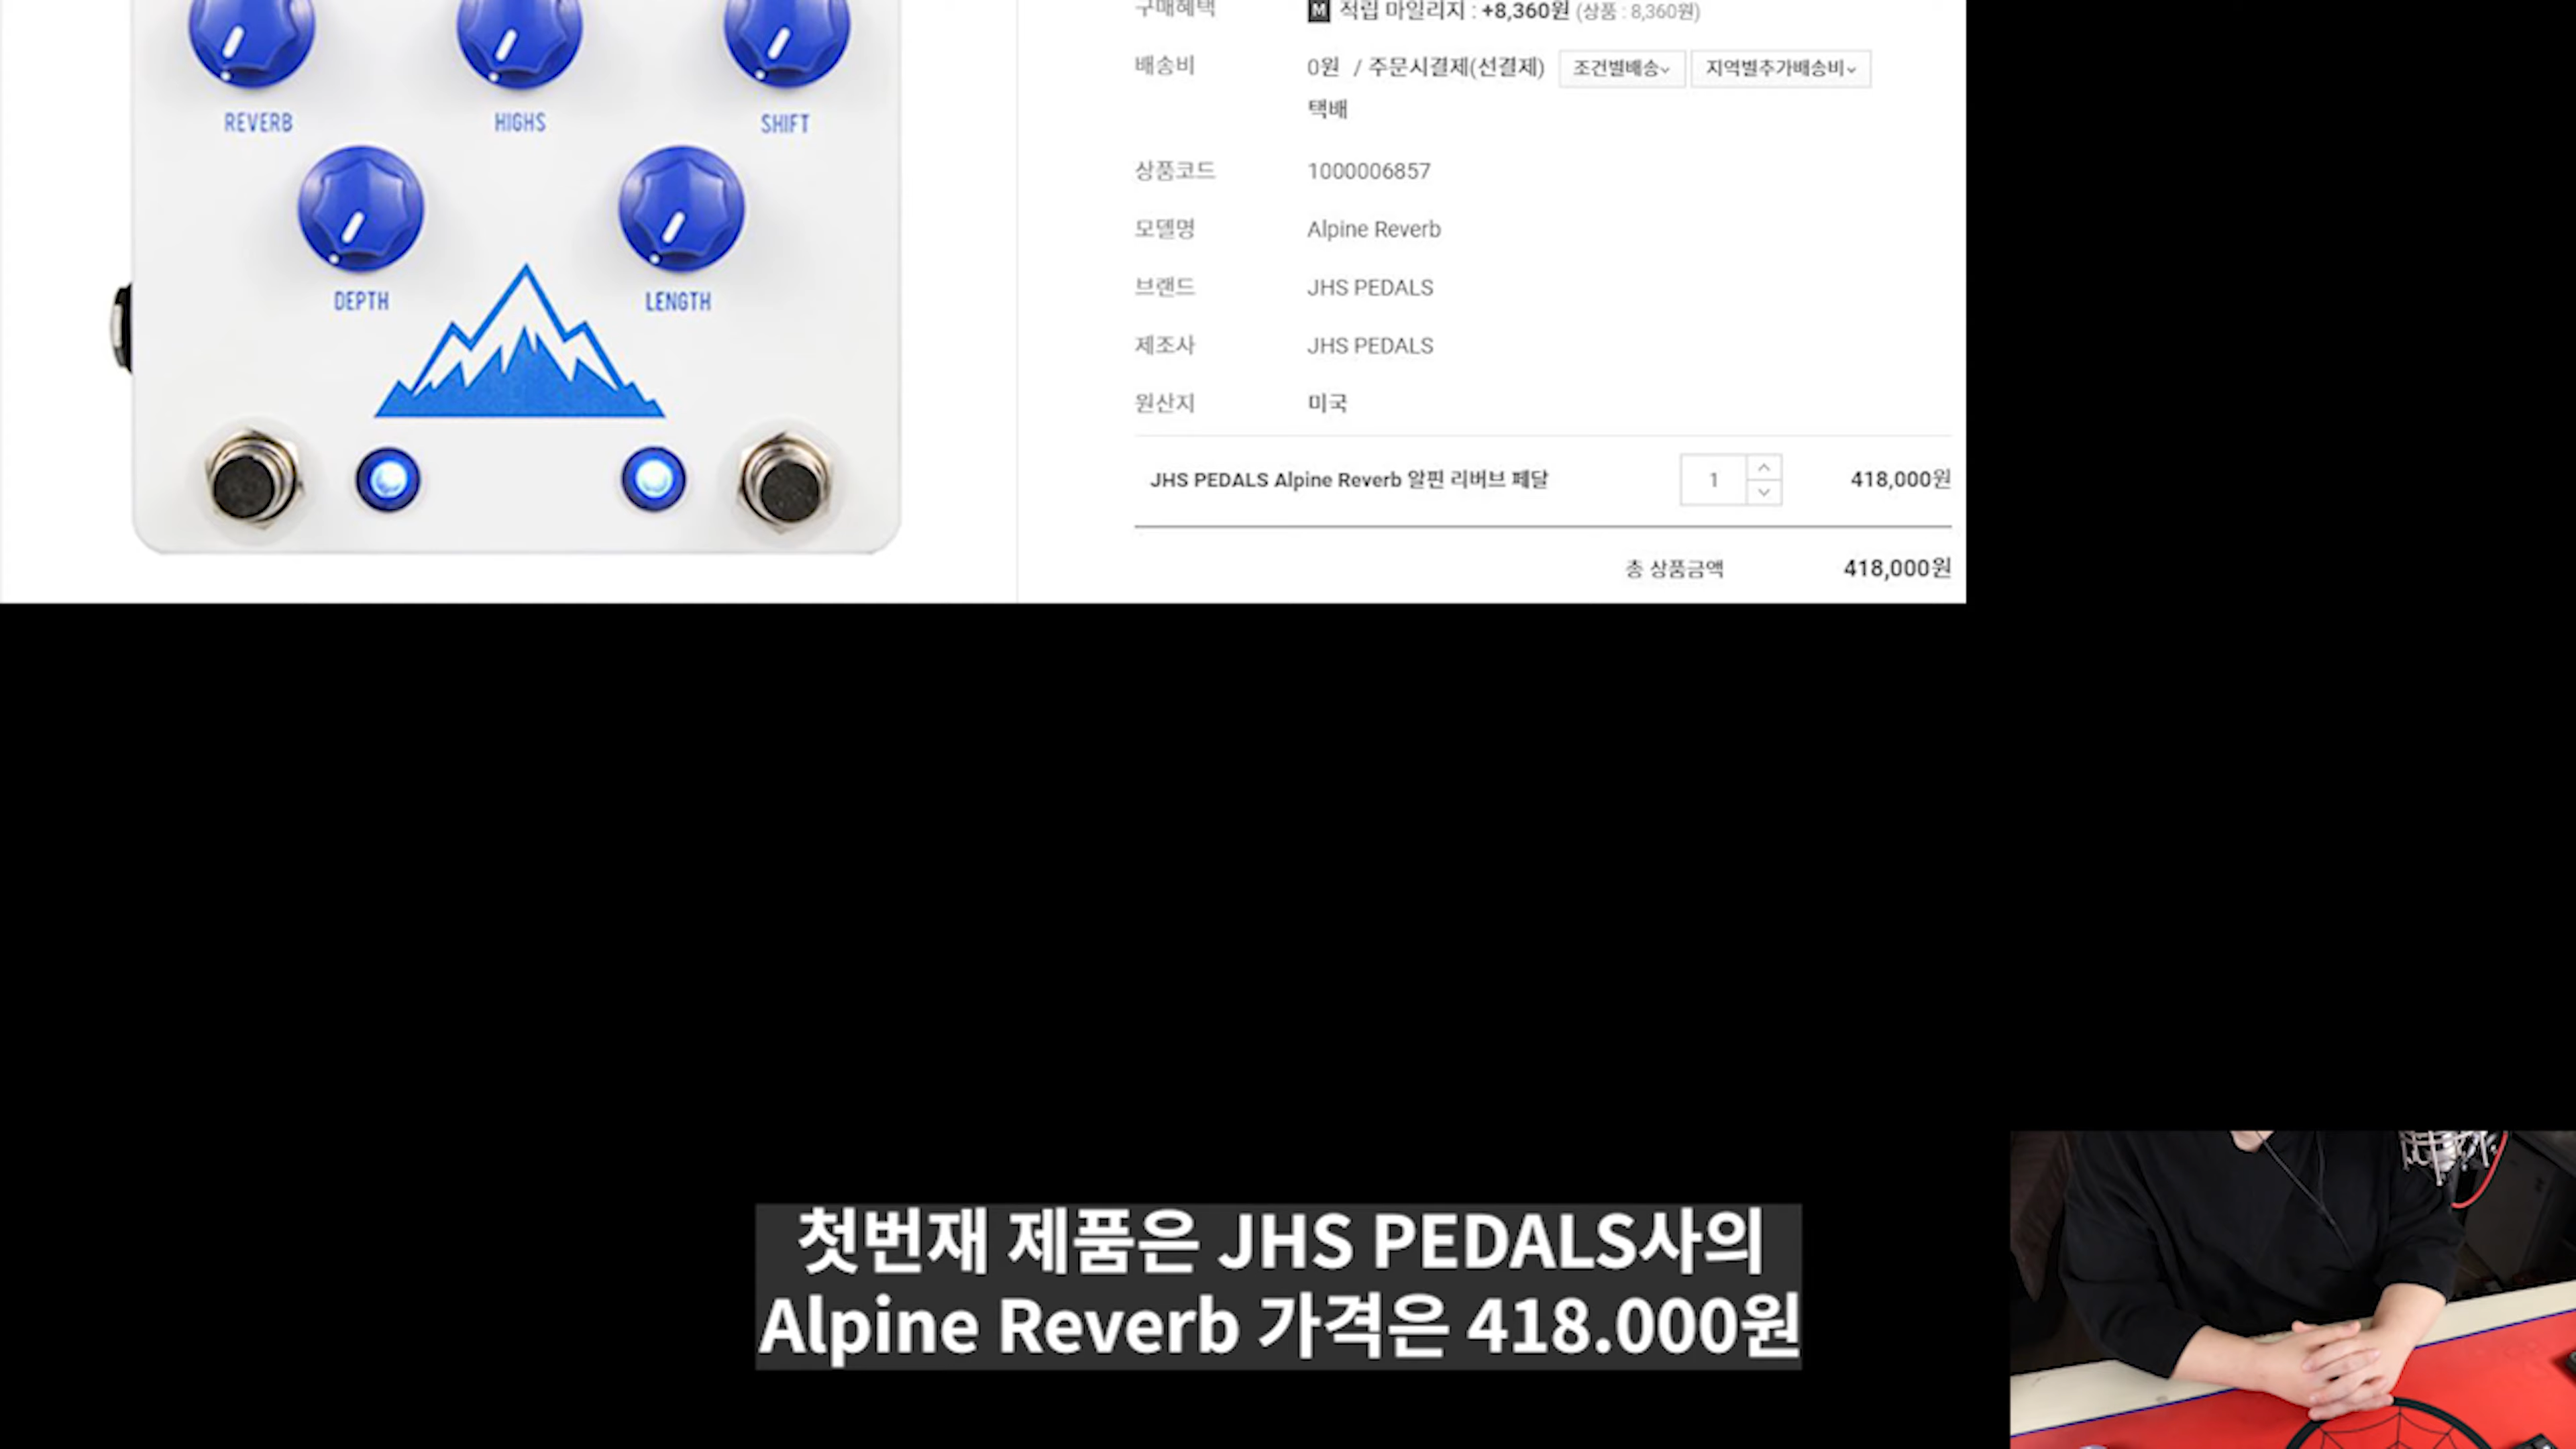 REVERB HIGHS SHIFT
DEPTH LENGTH
구매혜택 M 적립 마일리지 : +8,360원 (상품 : 8,360원)
배송비 0원 / 주문시결제(선결제) 조건별배송 지역별추가배송비
택배
상품코드 1000006857
모델명 Alpine Reverb
브랜드 JHS PEDALS
제조사 JHS PEDALS
원산지 미국
JHS PEDALS Alpine Reverb 알핀 리버브 페달 1 418,000원
총 상품금액 418,000원
첫번재 제품은 JHS PEDALS사의
Alpine Reverb 가격은 418.000원